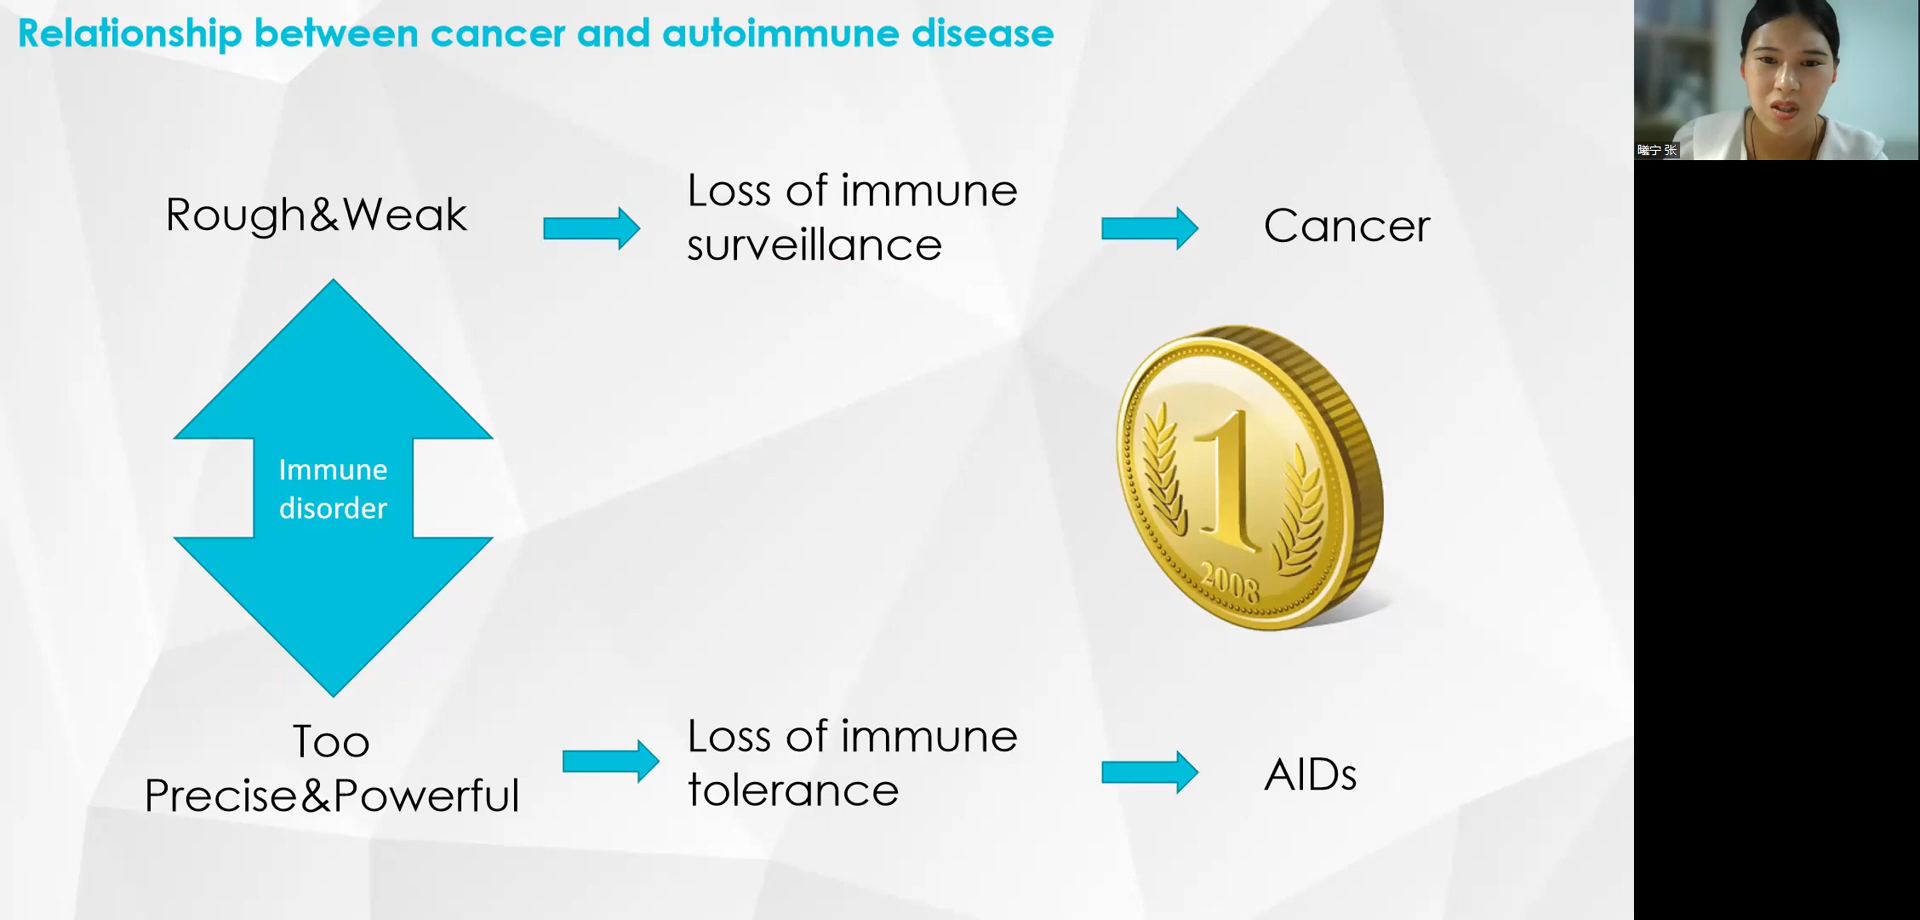 Relationship between cancer and autoimmune disease
曦宁 张
Rough&Weak
Loss of immune
surveillance
Cancer
Immune
disorder
1
2008
Too
Precise&Powerful
Loss of immune
tolerance
AIDs